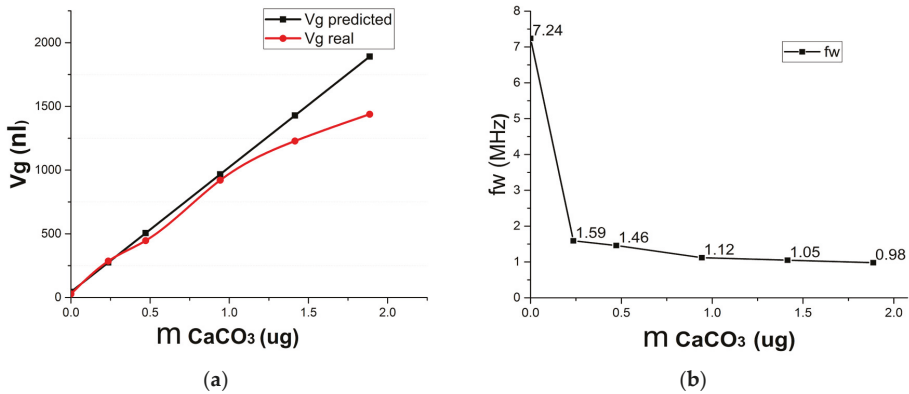 Vg predicted
Vg real
2000
1500
1000
500
0
Vg (nl)
0.0 0.5 1.0 1.5 2.0
m CaCO3 (ug)
(a)
8
7
6
5
4
3
2
1
0
fw (MHz)
fw
7.24
1.59
1.46
1.12
1.05
0.98
0.0 0.5 1.0 1.5 2.0
m CaCO3 (ug)
(b)